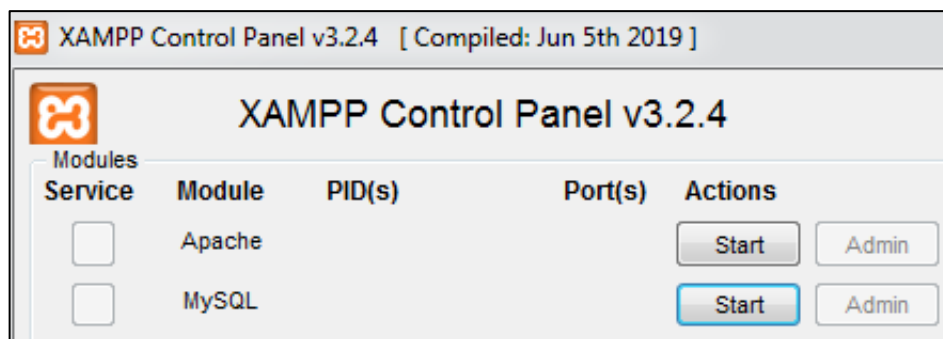 XAMPP Control Panel v3.2.4 [ Compiled: Jun 5th 2019 ]
XAMPP Control Panel v3.2.4
Modules
Service Module PID(s) Port(s) Actions
Apache Start Admin
MySQL Start Admin